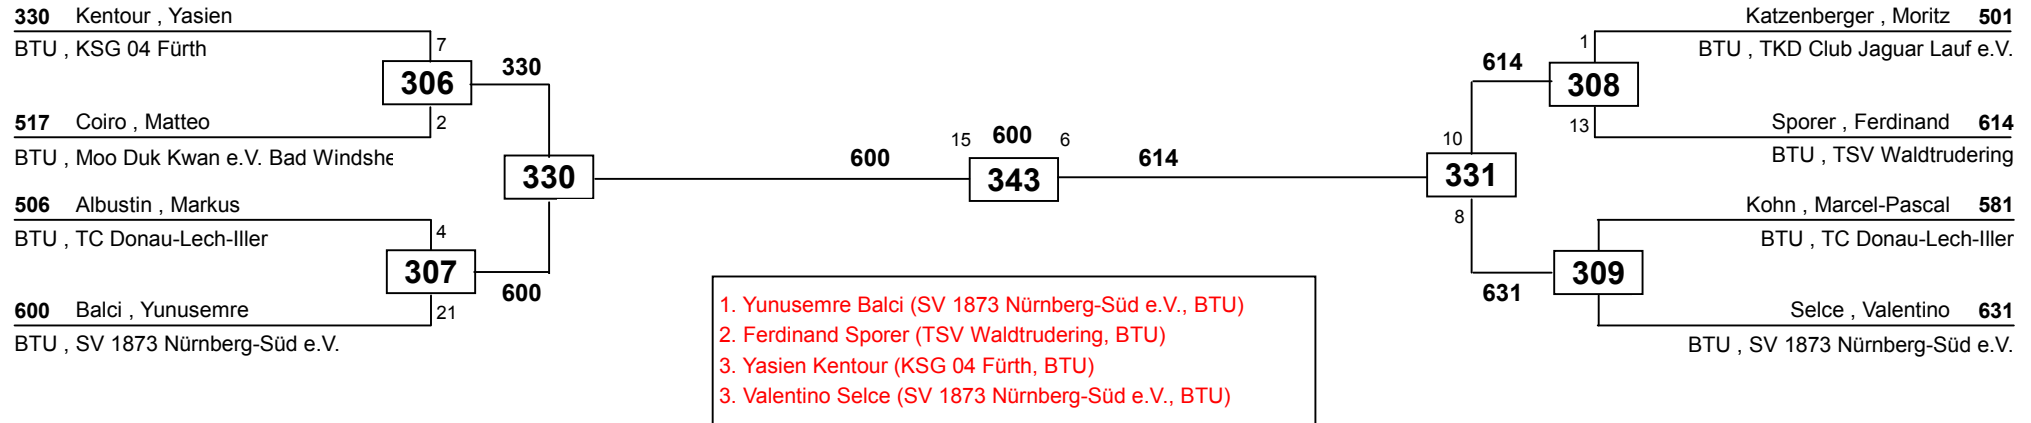 330 Kentour , Yasien
BTU , KSG 04 Fürth
7
306
330
2
517 Coiro , Matteo
BTU , Moo Duk Kwan e.V. Bad Windshe
330
506 Albustin , Markus
BTU , TC Donau-Lech-Iller
4
307
600
21
600 Balci , Yunusemre
BTU , SV 1873 Nürnberg-Süd e.V.
600
15 600 6
343
614
Katzenberger , Moritz 501
BTU , TKD Club Jaguar Lauf e.V.
1
614
308
13
Sporer , Ferdinand 614
BTU , TSV Waldtrudering
10
331
8
Kohn , Marcel-Pascal 581
BTU , TC Donau-Lech-Iller
309
631
Selce , Valentino 631
BTU , SV 1873 Nürnberg-Süd e.V.
1. Yunusemre Balci (SV 1873 Nürnberg-Süd e.V., BTU)
2. Ferdinand Sporer (TSV Waldtrudering, BTU)
3. Yasien Kentour (KSG 04 Fürth, BTU)
3. Valentino Selce (SV 1873 Nürnberg-Süd e.V., BTU)